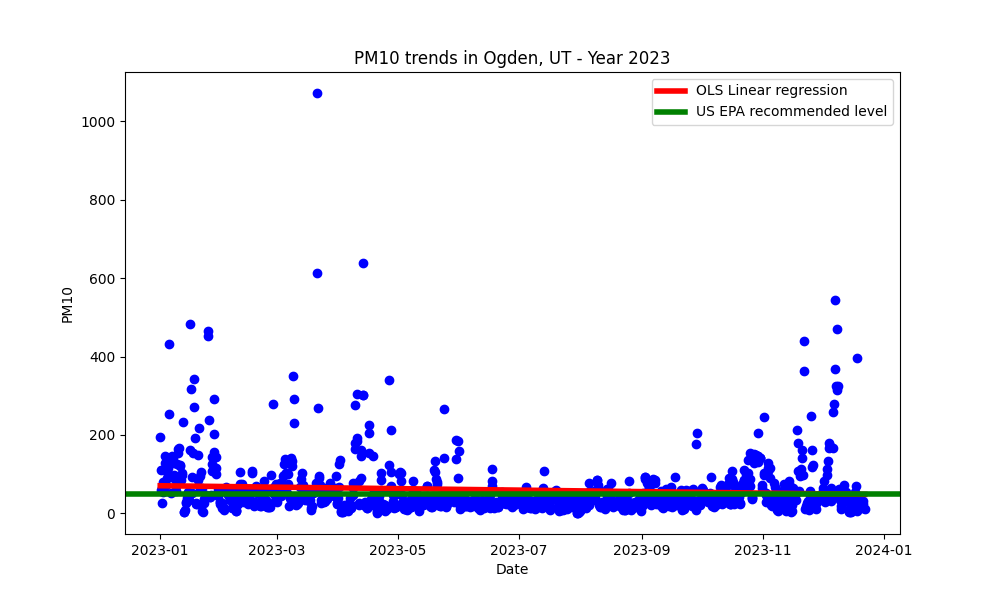 PM10 trends in Ogden, UT - Year 2023
OLS Linear regression
US EPA recommended level
1000
800
600
400
200
0
PM10
2023-01
2023-03
2023-05
2023-07
2023-09
2023-11
2024-01
Date